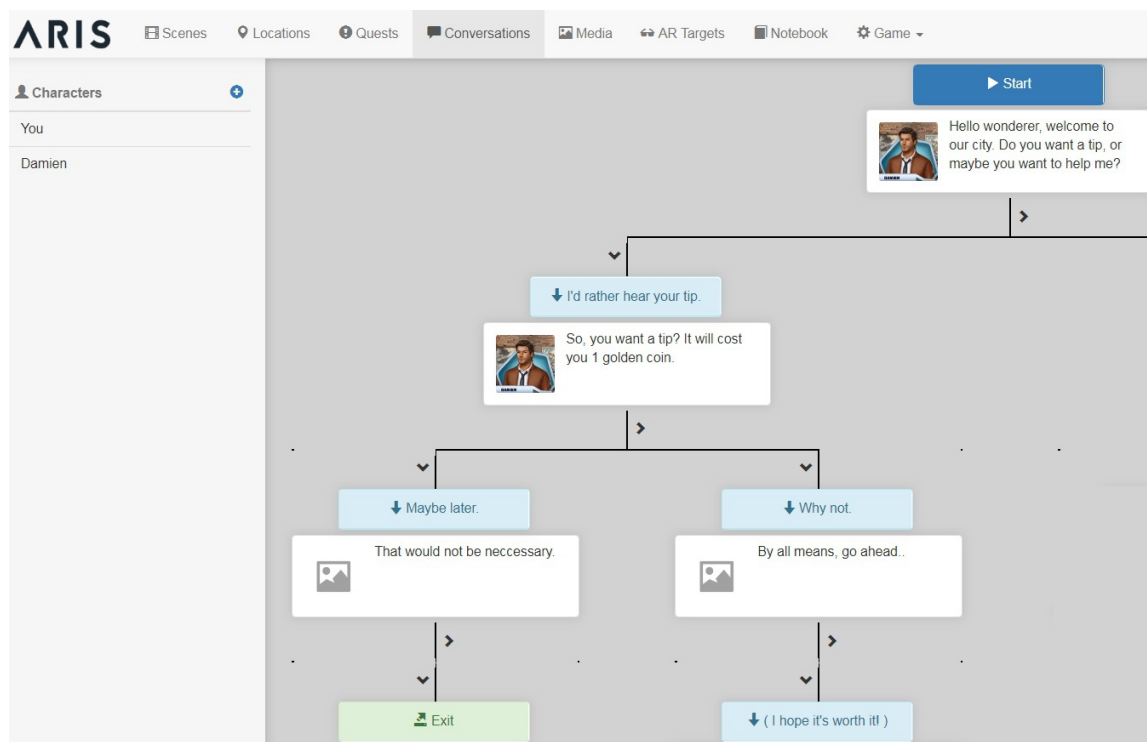 ARIS
Scenes
Locations
Quests
Conversations
Media
AR Targets
Notebook
Game
Characters
You
Damien
Start
Hello wonderer, welcome to
our city. Do you want a tip, or
maybe you want to help me?
I'd rather hear your tip.
So, you want a tip? It will cost
you 1 golden coin.
Maybe later.
Why not.
That would not be neccessary.
By all means, go ahead..
Exit
( I hope it's worth it! )